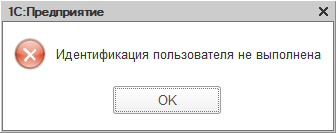 1С:Предприятие
Идентификация пользователя не выполнена
OK